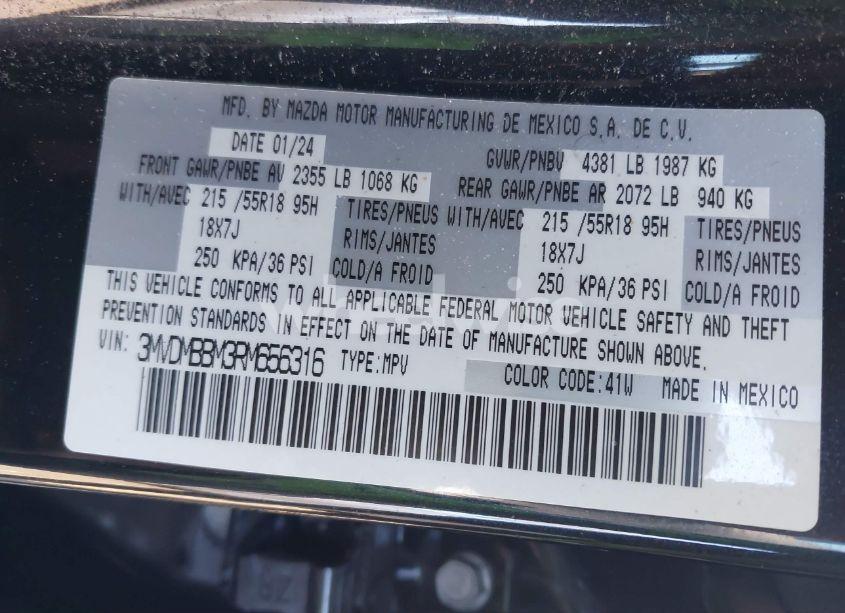 MFD. BY MAZDA MOTOR MANUFACTURING DE MEXICO S.A. DE C.V.
DATE 01/24 GVWR/PNBV 4381 LB 1987 KG
FRONT GAWR/PNBE AV 2355 LB 1068 KG REAR GAWR/PNBE AR 2072 LB 940 KG
WITH/AVEC 215 /55R18 95H TIRES/PNEUS WITH/AVEC 215 /55R18 95H TIRES/PNEUS
18X7J RIMS/JANTES 18X7J RIMS/JANTES
250 KPA/36 PSI COLD/A FROID 250 KPA/36 PSI COLD/A FROID
THIS VEHICLE CONFORMS TO ALL APPLICABLE FEDERAL MOTOR VEHICLE SAFETY AND THEFT
PREVENTION STANDARDS IN EFFECT ON THE DATE OF MANUFACTURE SHOWN ABOVE.
VIN: 3MVDMBBM3RM656316 TYPE:MPV COLOR CODE:41W MADE IN MEXICO